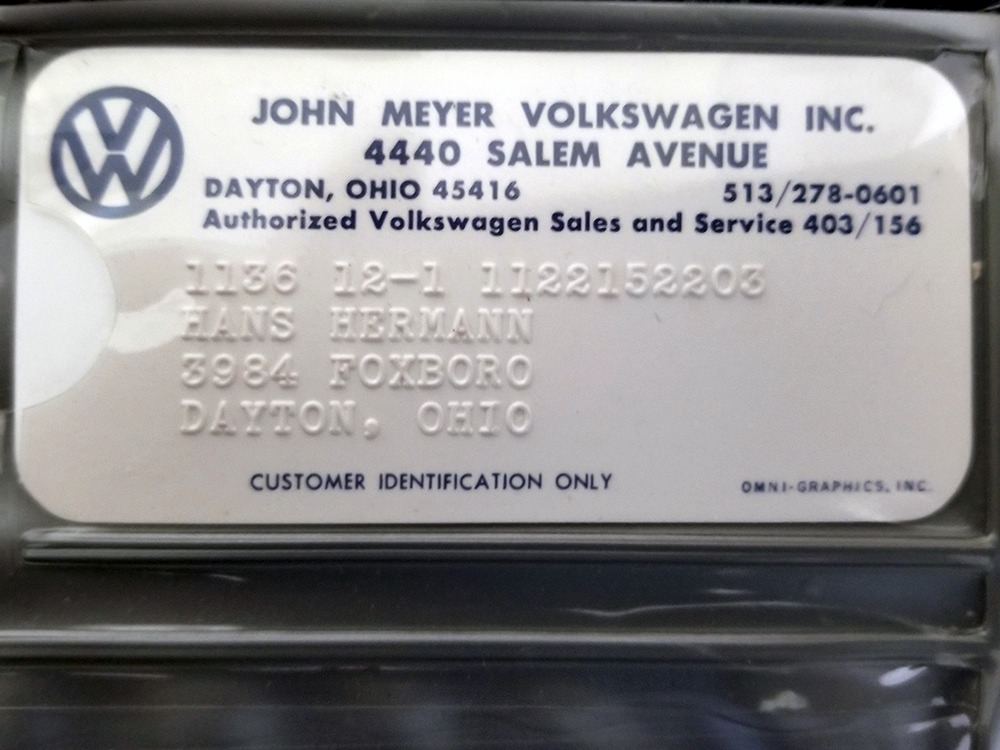 JOHN MEYER VOLKSWAGEN INC.
4440 SALEM AVENUE
DAYTON, OHIO 45416 513/278-0601
Authorized Volkswagen Sales and Service 403/156
1136 12-1 1122152203
HANS HERMANN
3984 FOXBORO
DAYTON, OHIO
CUSTOMER IDENTIFICATION ONLY
OMNI-GRAPHICS, INC.